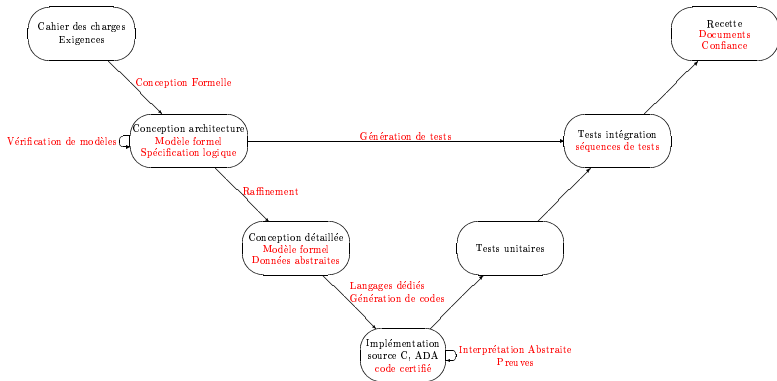 Cahier des charges
Exigences
Recette
Documents
Confiance
Conception Formelle
Conception architecture
Modèle formel
Spécification logique
Vérification de modèles
Génération de tests
Tests intégration
séquences de tests
Raffinement
Conception détaillée
Modèle formel
Données abstraites
Tests unitaires
Langages dédiés
Génération de codes
Implémentation
source C, ADA
code certifié
Interprétation Abstraite
Preuves